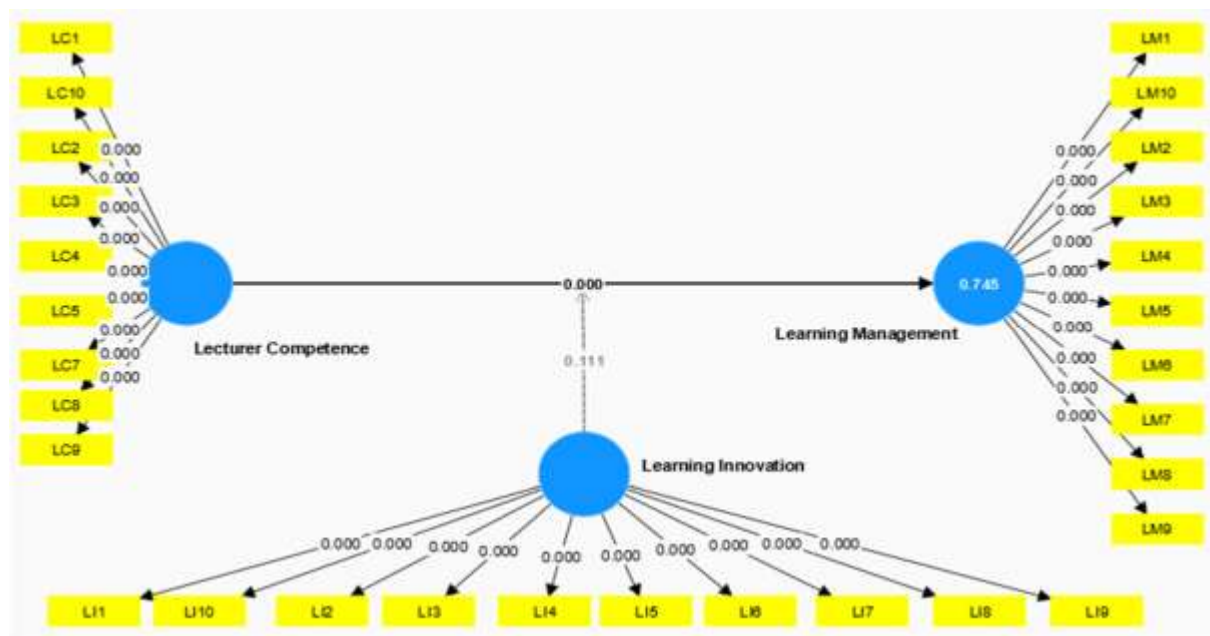 LC1
LC10
LC2
LC3
LC4
LC5
LC7
LC8
LC9
0.000
0.000
0.000
0.000
0.000
0.000
0.000
0.000
0.000
Lecturer Competence
0.000
0.111
Learning Innovation
0.745
Learning Management
0.000
0.000
0.000
0.000
0.000
0.000
0.000
0.000
0.000
0.000
LM1
LM10
LM2
LM3
LM4
LM5
LM6
LM7
LM8
LM9
0.000
0.000
0.000
0.000
0.000
0.000
0.000
0.000
0.000
0.000
LI1
LI10
LI2
LI3
LI4
LI5
LI6
LI7
LI8
LI9